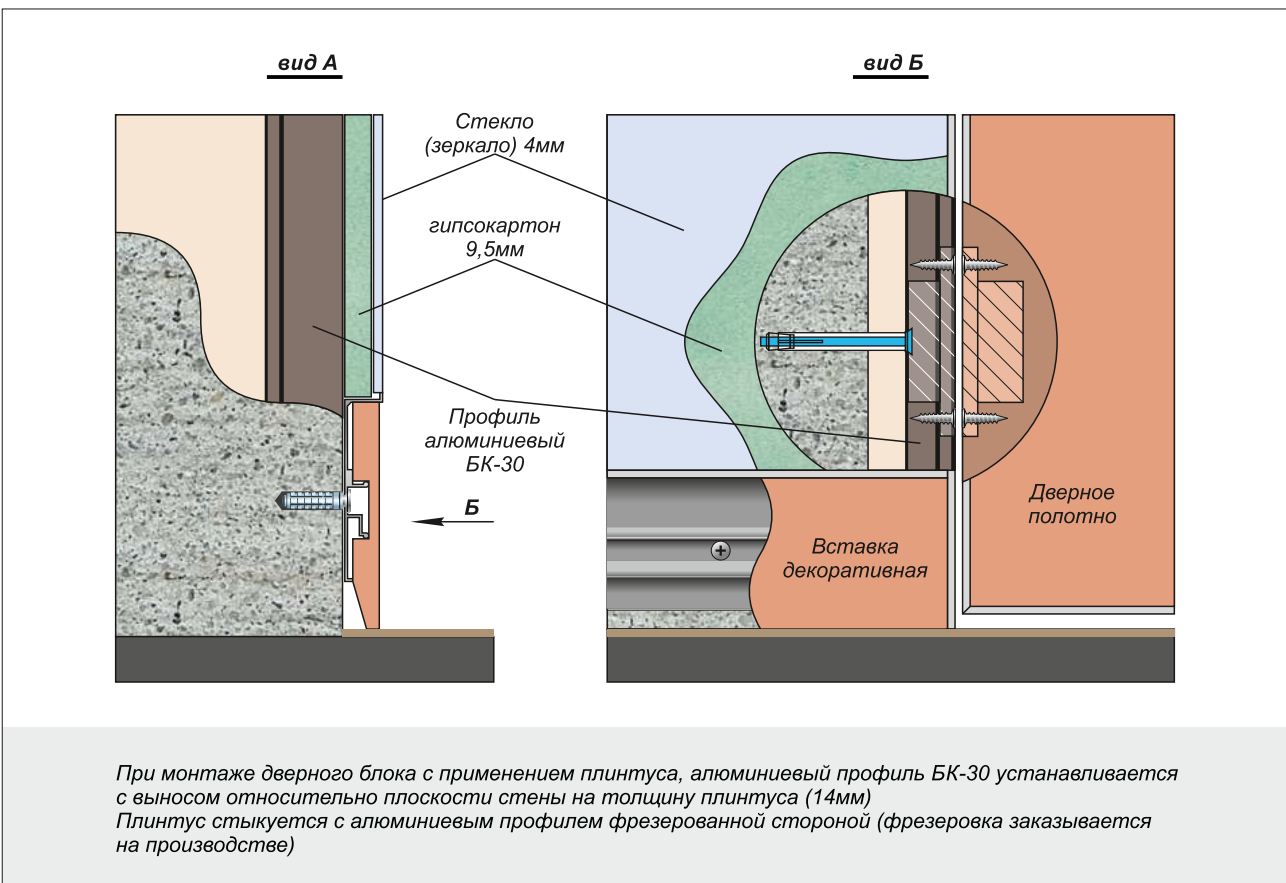 вид А
вид Б
Стекло
(зеркало) 4мм
гипсокартон
9,5мм
Профиль
алюминиевый
БК-30
Б
Дверное
полотно
Вставка
декоративная
При монтаже дверного блока с применением плинтуса, алюминиевый профиль БК-30 устанавливается
с выносом относительно плоскости стены на толщину плинтуса (14мм)
Плинтус стыкуется с алюминиевым профилем фрезерованной стороной (фрезеровка заказывается
на производстве)